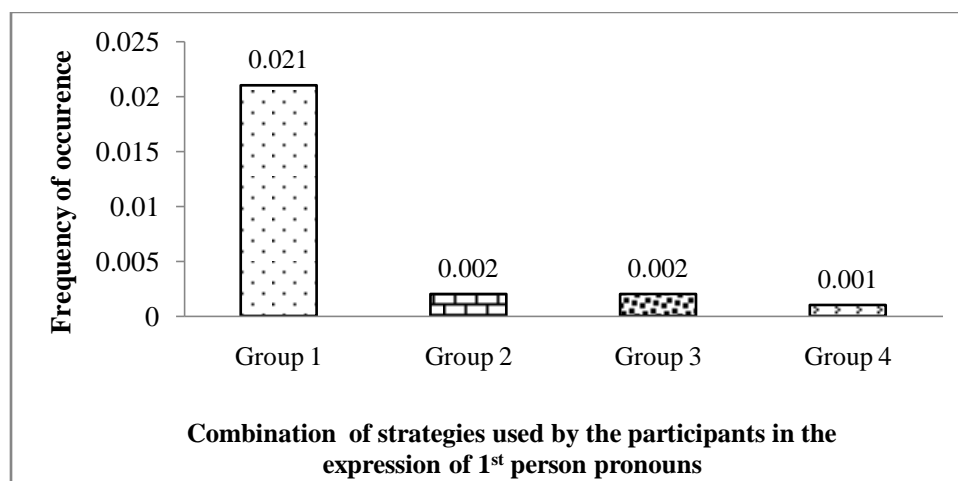 0.025
0.02
0.015
0.01
0.005
0
Frequency of occurence
0.021
0.002
0.002
0.001
Group 1
Group 2
Group 3
Group 4
Combination of strategies used by the participants in the
expression of 1st person pronouns